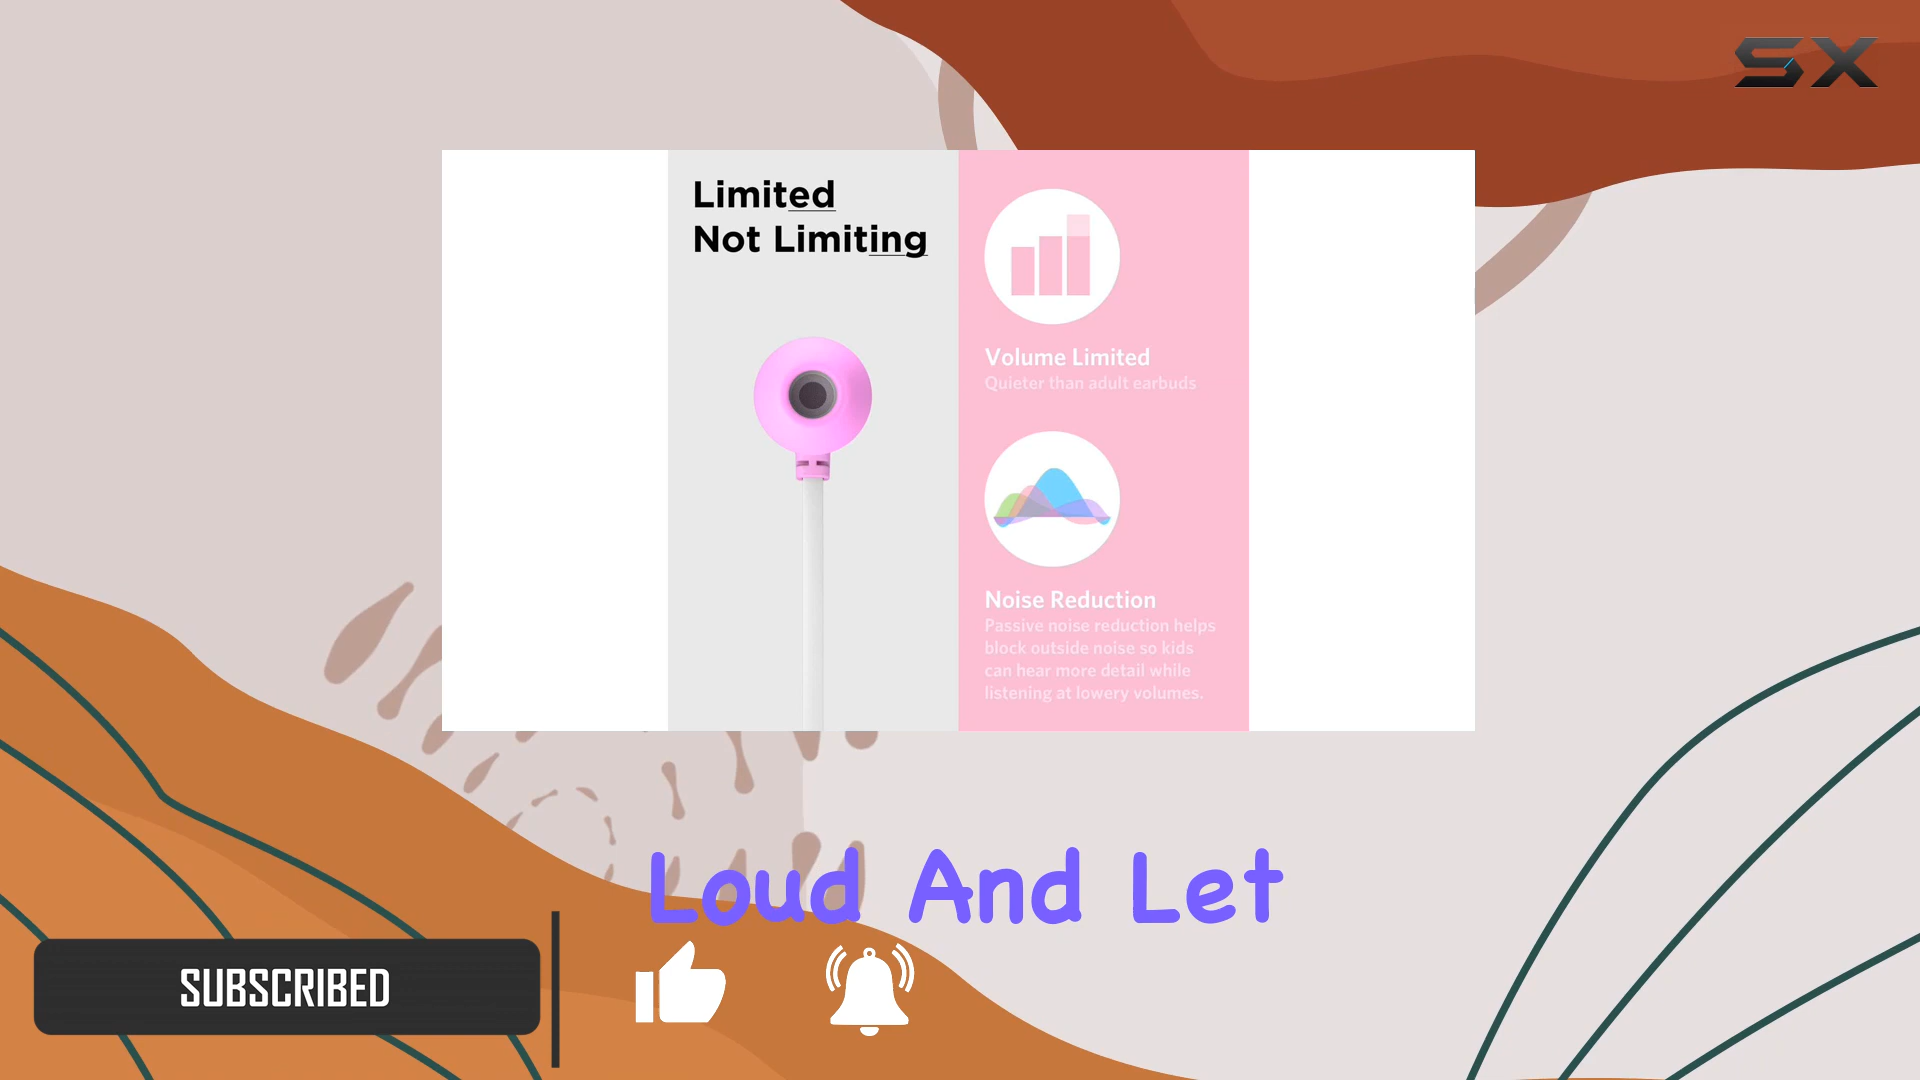 SX
Limited
Not Limiting
Volume Limited
Quieter than adult earbuds
Noise Reduction
Passive noise reduction helps
block outside noise so kids
can hear more detail while
listening at lowery volumes.
Loud And Let
SUBSCRIBED